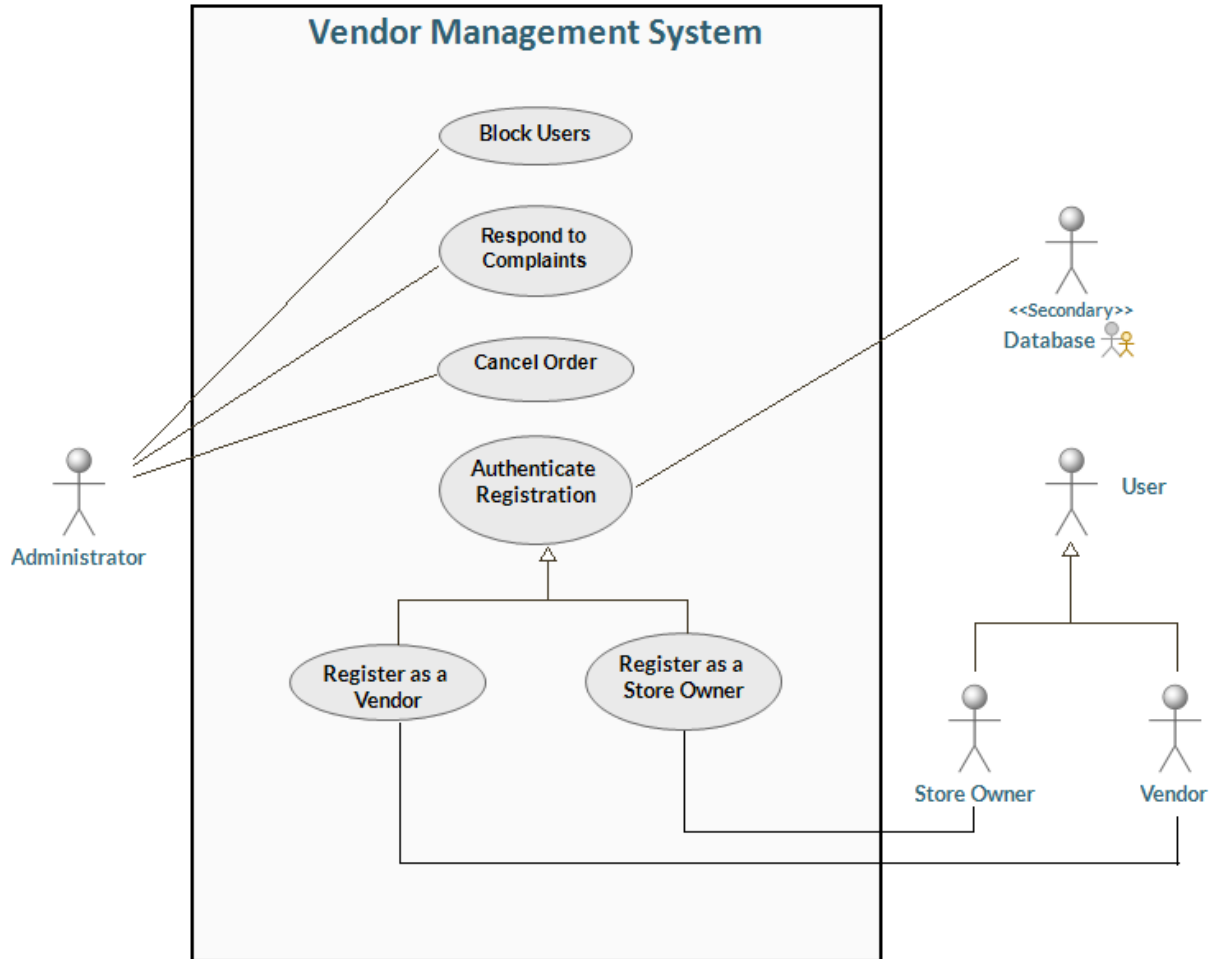 Vendor Management System
Block Users
Respond to
Complaints
Cancel Order
Authenticate
Registration
Register as a
Vendor
Register as a
Store Owner
Administrator
<<Secondary>>
Database
User
Store Owner
Vendor